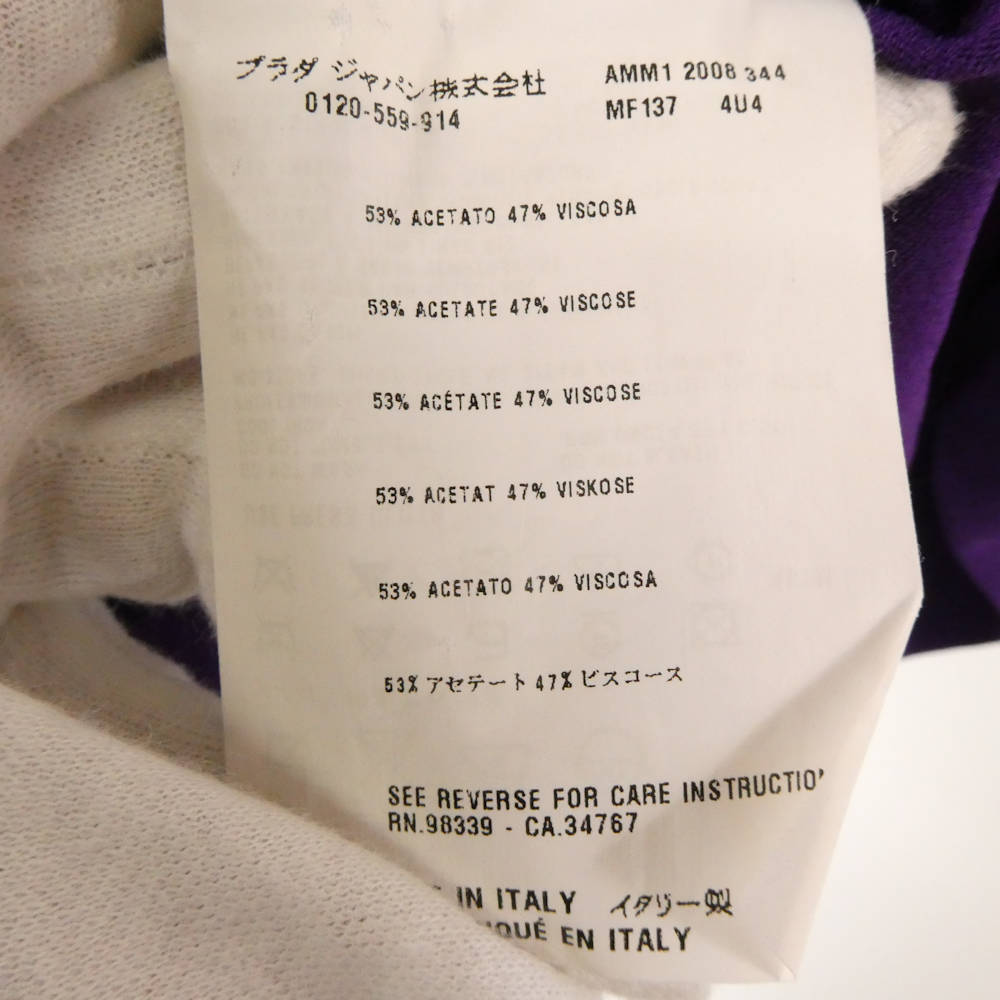 プラダ ジャパン株式会社
0120-559-914
AMM1 2008 344
MF137 4U4
53% ACETATO 47% VISCOSA
53% ACETATE 47% VISCOSE
53% ACÉTATE 47% VISCOSE
53% ACETAT 47% VISKOSE
53% ACETATO 47% VISCOSA
53% アセテート 47% ビスコース
SEE REVERSE FOR CARE INSTRUCTIO
RN.98339 - CA.34767
IN ITALY イタリー製
IQUÉ EN ITALY